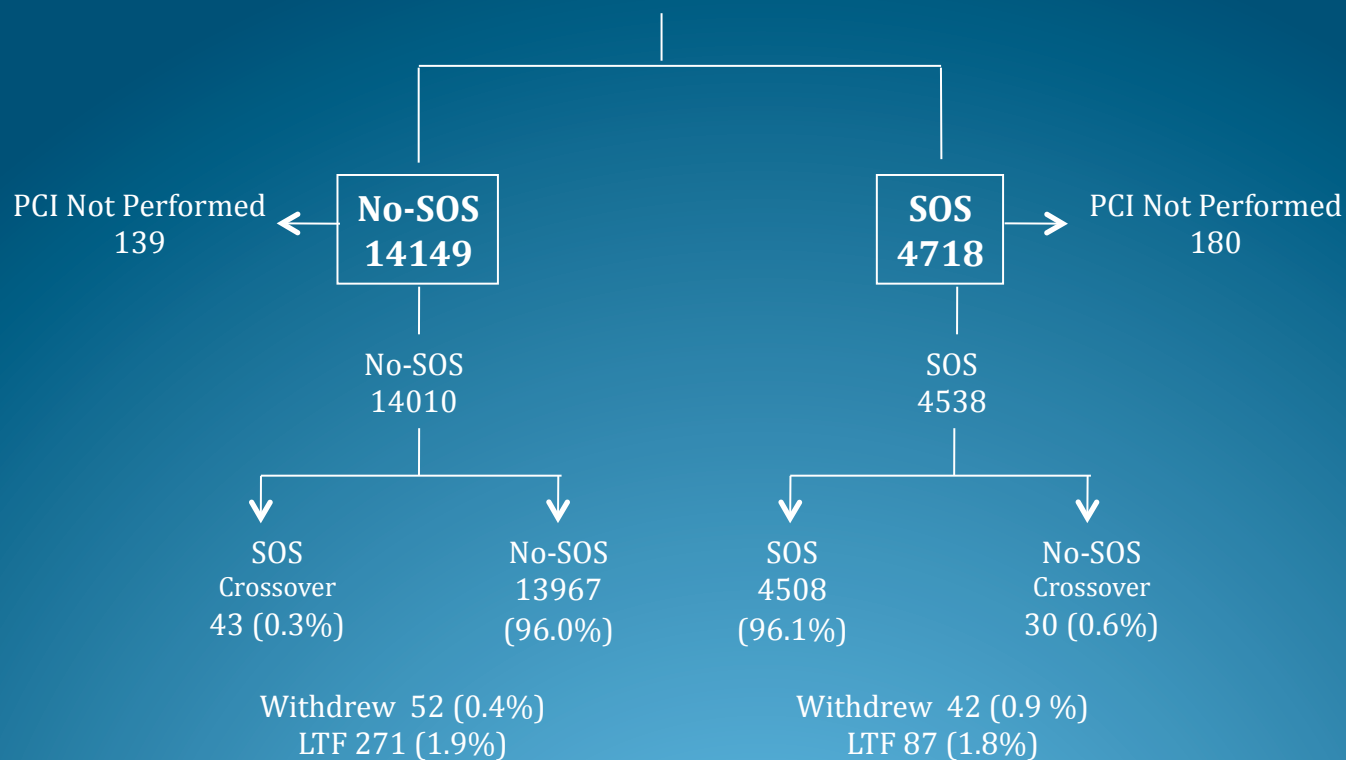 PCI Not Performed
139
No-SOS
14149
SOS
4718
PCI Not Performed
180
No-SOS
14010
SOS
4538
SOS
Crossover
43 (0.3%)
No-SOS
13967
(96.0%)
SOS
4508
(96.1%)
No-SOS
Crossover
30 (0.6%)
Withdrew 52 (0.4%)
LTF 271 (1.9%)
Withdrew 42 (0.9 %)
LTF 87 (1.8%)